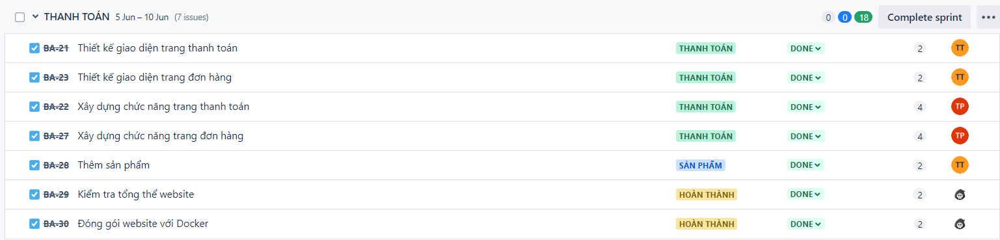 THANH TOÁN 5 Jun – 10 Jun (7 issues) 0 0 18 Complete sprint
BA-21 Thiết kế giao diện trang thanh toán THANH TOÁN DONE 2 TT
BA-23 Thiết kế giao diện trang đơn hàng THANH TOÁN DONE 2 TT
BA-22 Xây dựng chức năng trang thanh toán THANH TOÁN DONE 4 TP
BA-27 Xây dựng chức năng trang đơn hàng THANH TOÁN DONE 4 TP
BA-28 Thêm sản phẩm SẢN PHẨM DONE 2 TT
BA-29 Kiểm tra tổng thể website HOÀN THÀNH DONE 2
BA-30 Đóng gói website với Docker HOÀN THÀNH DONE 2